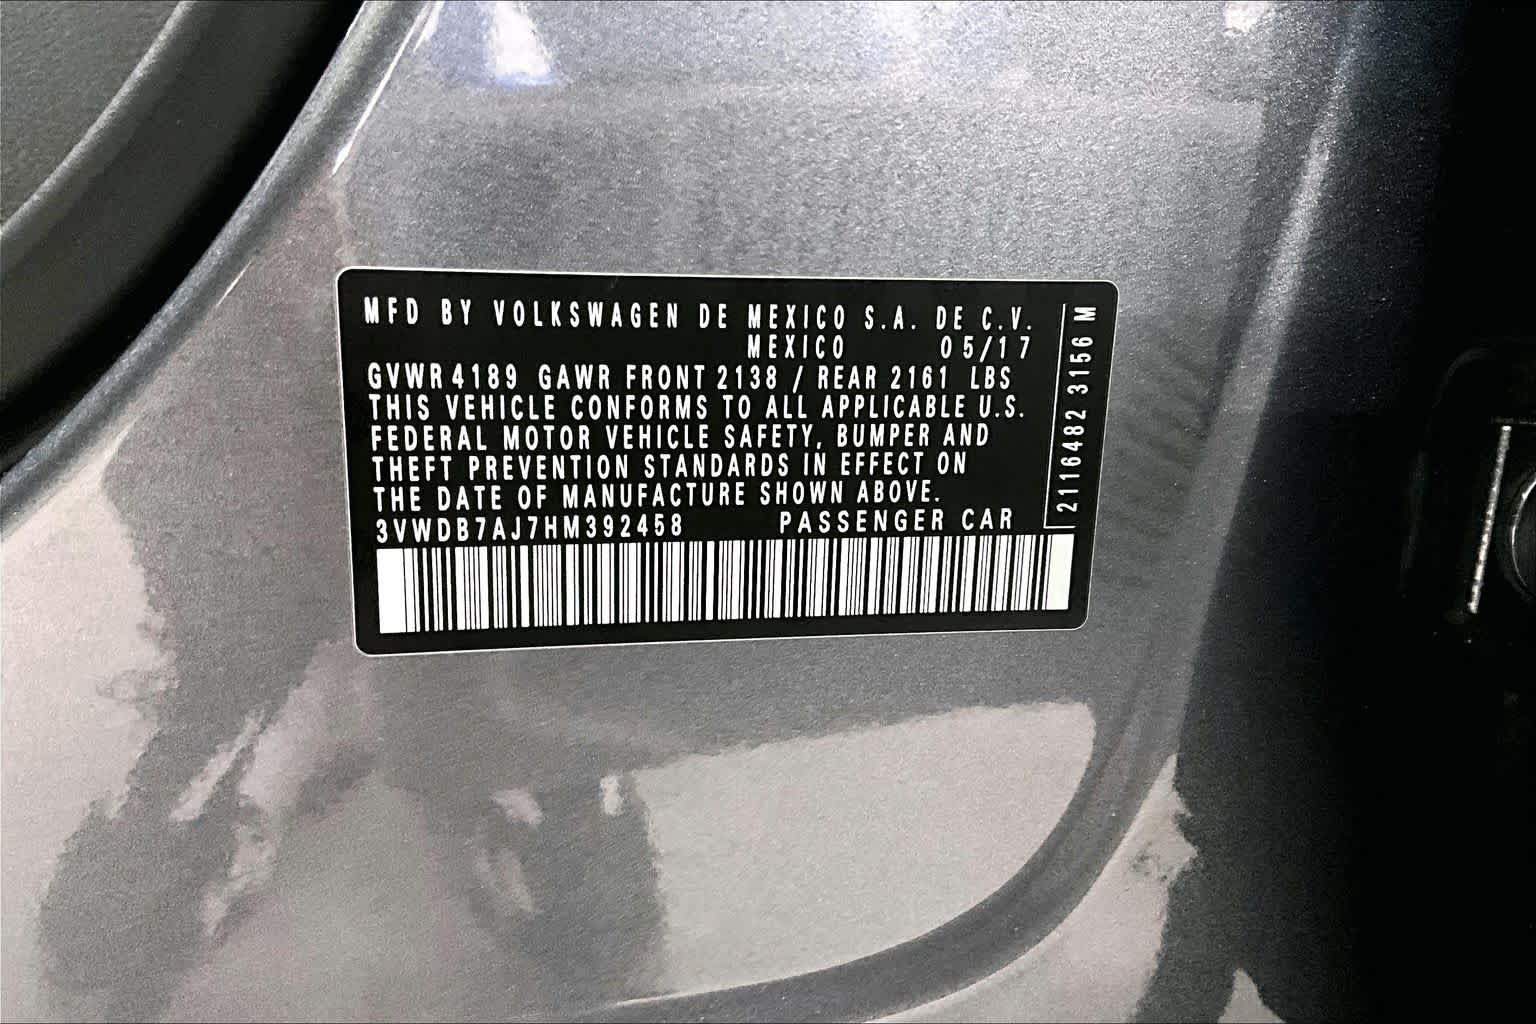 MFD BY VOLKSWAGEN DE MEXICO S.A. DE C.V.
MEXICO 05/17
GVWR 4189 GAWR FRONT 2138 / REAR 2161 LBS
THIS VEHICLE CONFORMS TO ALL APPLICABLE U.S.
FEDERAL MOTOR VEHICLE SAFETY, BUMPER AND
THEFT PREVENTION STANDARDS IN EFFECT ON
THE DATE OF MANUFACTURE SHOWN ABOVE.
3VWDB7AJ7HM392458 PASSENGER CAR
2116482 3156 M